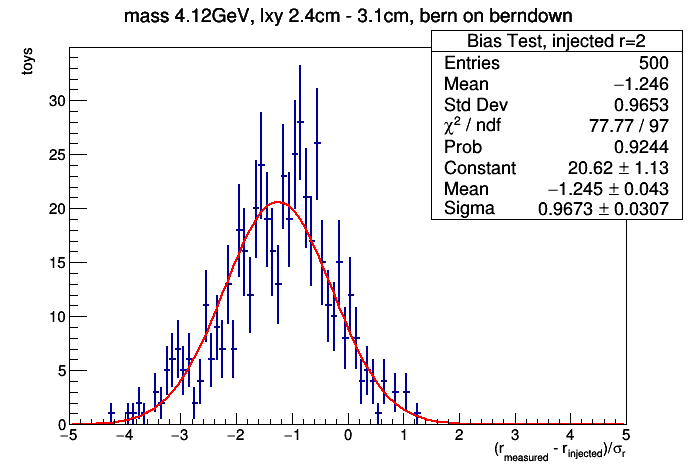 mass 4.12GeV, lxy 2.4cm - 3.1cm, bern on berndown
Bias Test, injected r=2
Entries 500
Mean −1.246
Std Dev 0.9653
χ² / ndf 77.77 / 97
Prob 0.9244
Constant 20.62 ± 1.13
Mean −1.245 ± 0.043
Sigma 0.9673 ± 0.0307
toys
30
25
20
15
10
5
0
−5 −4 −3 −2 −1 0 1 2 3 4 5
(r_measured - r_injected)/σ_r